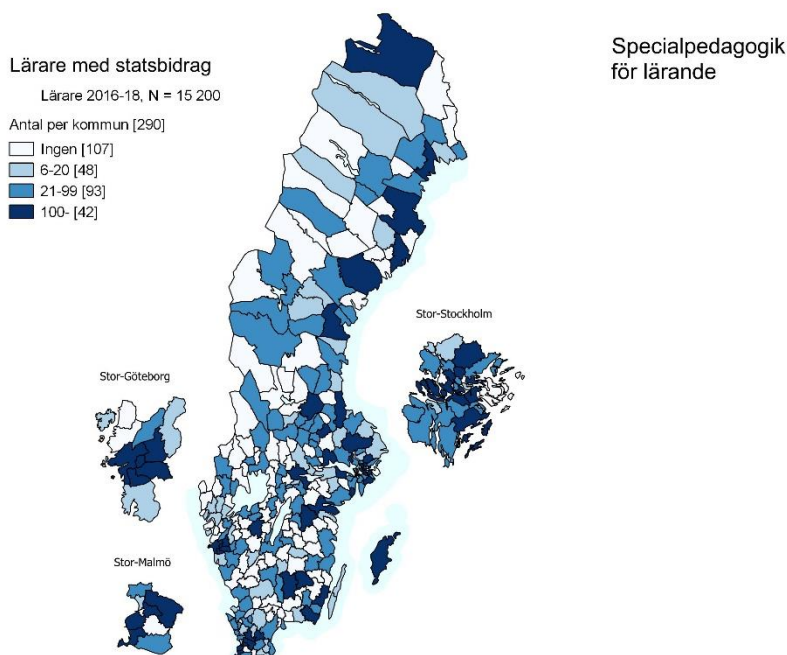 Lärare med statsbidrag
Lärare 2016-18, N = 15 200
Antal per kommun [290]
Ingen [107]
6-20 [48]
21-99 [93]
100- [42]
Specialpedagogik
för lärande
Stor-Stockholm
Stor-Göteborg
Stor-Malmö